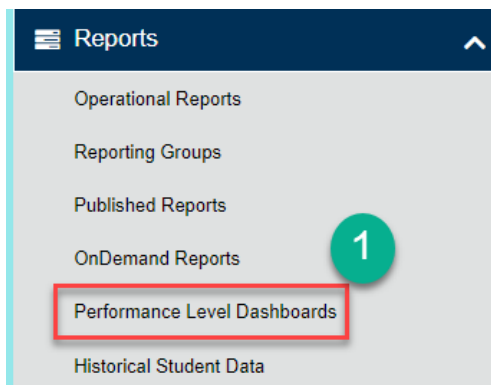 Reports
Operational Reports
Reporting Groups
Published Reports
OnDemand Reports
1
Performance Level Dashboards
Historical Student Data